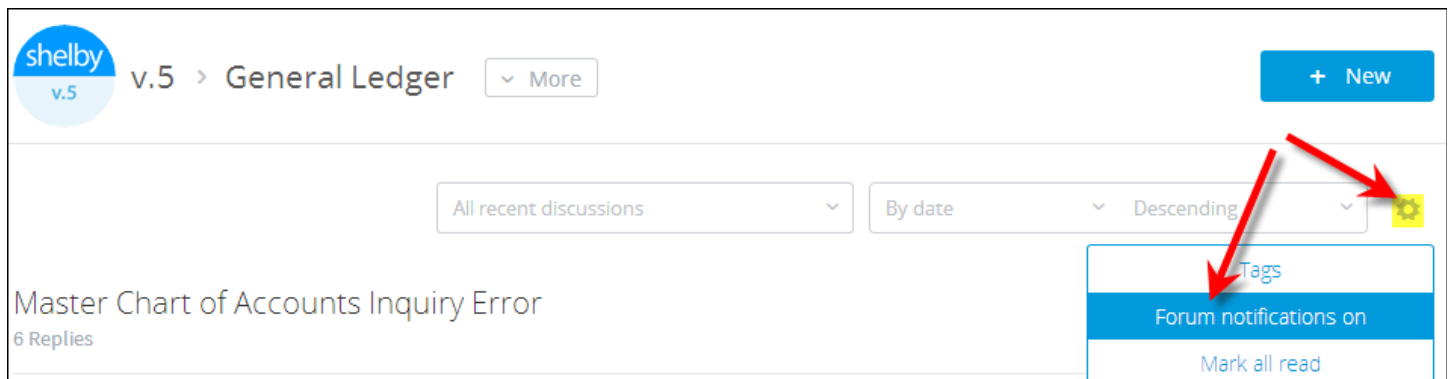 shelby
v.5
v.5 > General Ledger
More
+ New
All recent discussions
By date
Descending
Tags
Forum notifications on
Mark all read
Master Chart of Accounts Inquiry Error
6 Replies